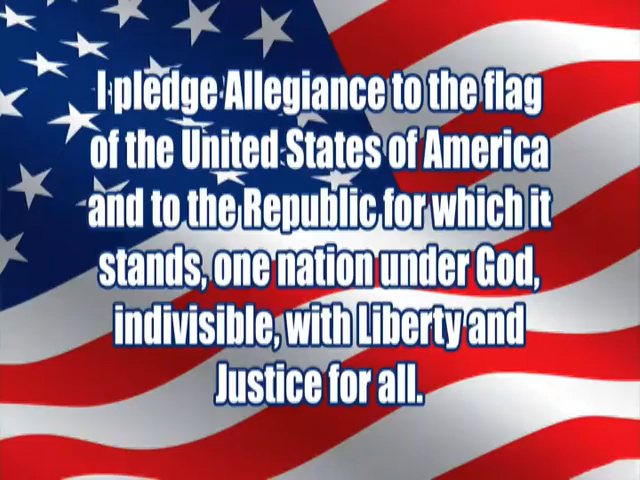 I pledge Allegiance to the flag
of the United States of America
and to the Republic for which it
stands, one nation under God,
indivisible, with Liberty and
Justice for all.